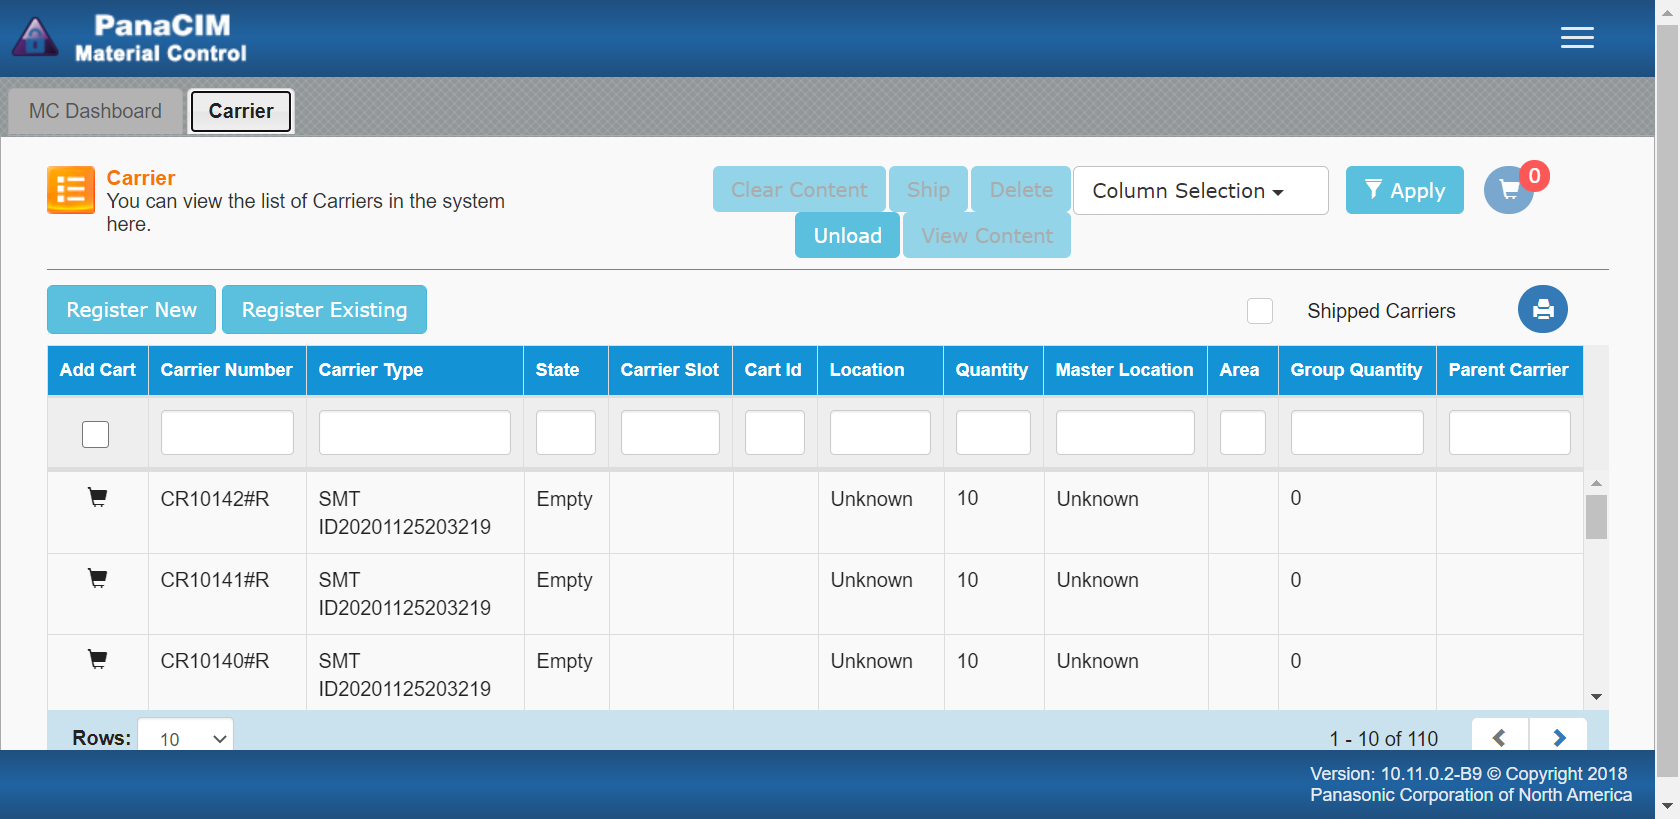 PanaCIM
Material Control
MC Dashboard
Carrier
Carrier
You can view the list of Carriers in the system
here.
Clear Content
Ship
Delete
Column Selection
Apply
0
Unload
View Content
Register New
Register Existing
Shipped Carriers
Add Cart Carrier Number Carrier Type State Carrier Slot Cart Id Location Quantity Master Location Area Group Quantity Parent Carrier
CR10142#R SMT Empty Unknown 10 Unknown 0
ID20201125203219
CR10141#R SMT Empty Unknown 10 Unknown 0
ID20201125203219
CR10140#R SMT Empty Unknown 10 Unknown 0
ID20201125203219
Rows: 10 1 - 10 of 110
Version: 10.11.0.2-B9 © Copyright 2018
Panasonic Corporation of North America